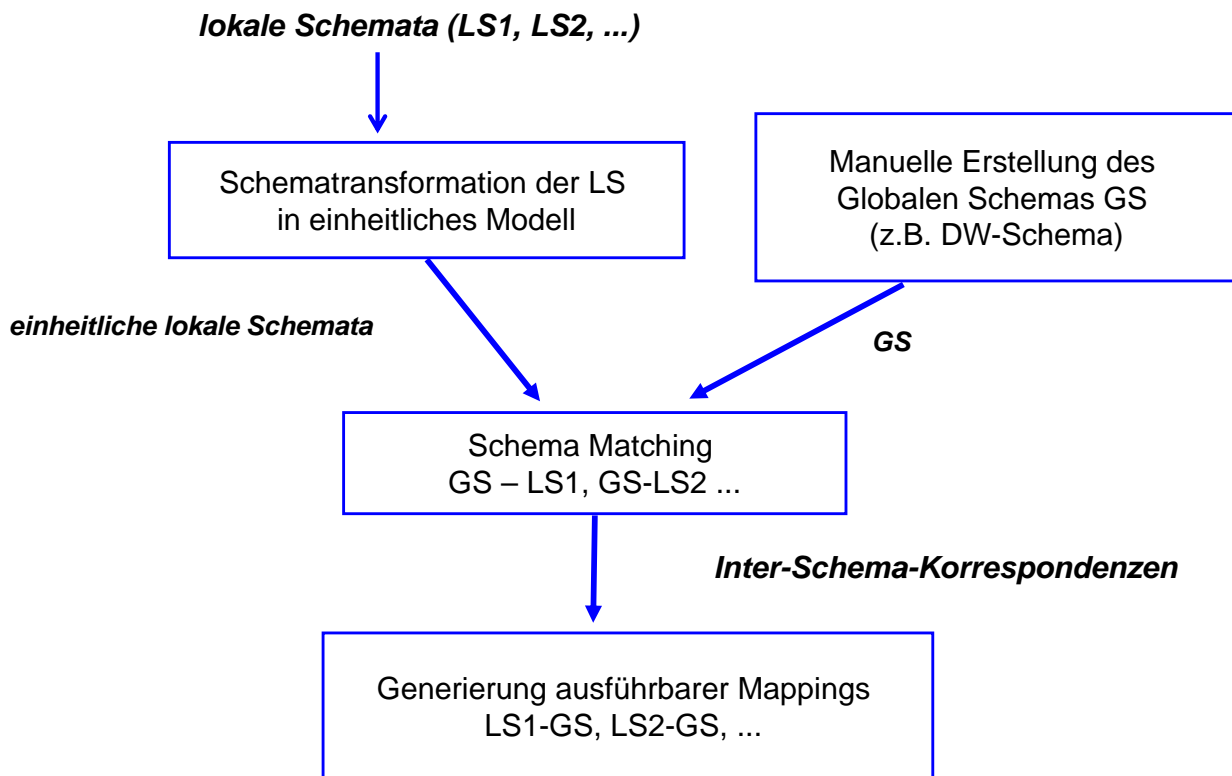 lokale Schemata (LS1, LS2, ...)
Schematransformation der LS
in einheitliches Modell
Manuelle Erstellung des
Globalen Schemas GS
(z.B. DW-Schema)
einheitliche lokale Schemata
GS
Schema Matching
GS – LS1, GS-LS2 ...
Inter-Schema-Korrespondenzen
Generierung ausführbarer Mappings
LS1-GS, LS2-GS, ...